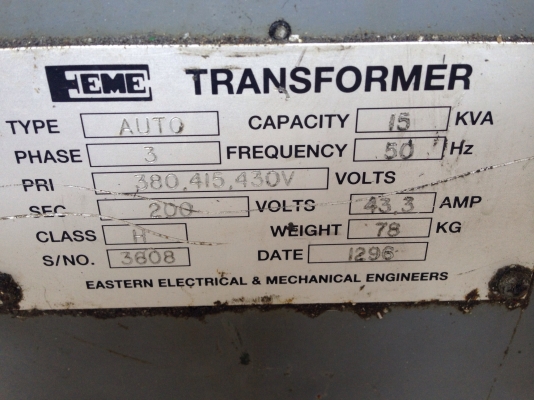 EEME TRANSFORMER
TYPE AUTO CAPACITY 15 KVA
PHASE 3 FREQUENCY 50 Hz
PRI 380,415,430V VOLTS
SEC 200 VOLTS 43.3 AMP
CLASS H WEIGHT 78 KG
S/NO. 3608 DATE 1296
EASTERN ELECTRICAL & MECHANICAL ENGINEERS